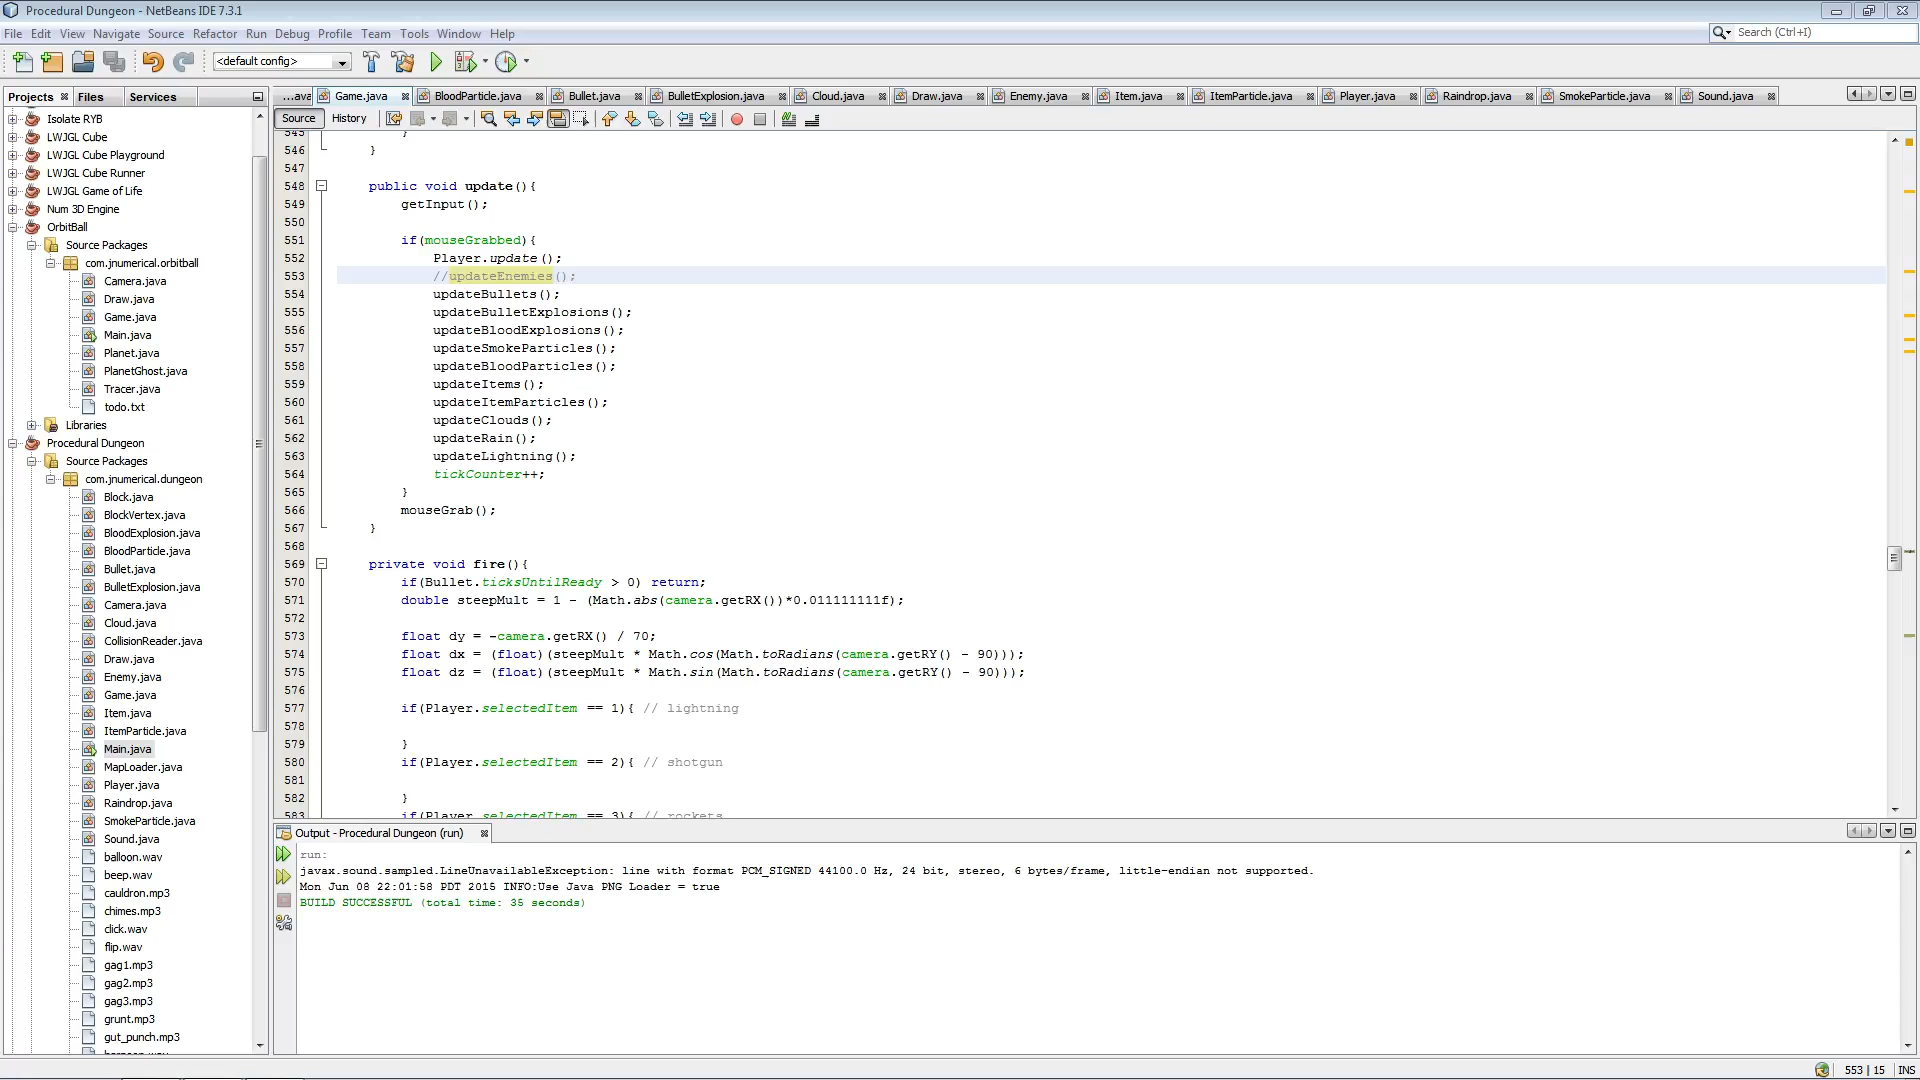 Procedural Dungeon - NetBeans IDE 7.3.1
File Edit View Navigate Source Refactor Run Debug Profile Team Tools Window Help
Search (Ctrl+I)
<default config>
Projects Files Services
...ava Game.java BloodParticle.java Bullet.java BulletExplosion.java Cloud.java Draw.java Enemy.java Item.java ItemParticle.java Player.java Raindrop.java SmokeParticle.java Sound.java
Source History
Isolate RYB
LWJGL Cube
LWJGL Cube Playground
LWJGL Cube Runner
LWJGL Game of Life
Num 3D Engine
OrbitBall
Source Packages
com.jnumerical.orbitball
Camera.java
Draw.java
Game.java
Main.java
Planet.java
PlanetGhost.java
Tracer.java
todo.txt
Libraries
Procedural Dungeon
Source Packages
com.jnumerical.dungeon
Block.java
BlockVertex.java
BloodExplosion.java
BloodParticle.java
Bullet.java
BulletExplosion.java
Camera.java
Cloud.java
CollisionReader.java
Draw.java
Enemy.java
Game.java
Item.java
ItemParticle.java
Main.java
MapLoader.java
Player.java
Raindrop.java
SmokeParticle.java
Sound.java
balloon.wav
beep.wav
cauldron.mp3
chimes.mp3
click.wav
flip.wav
gag1.mp3
gag2.mp3
gag3.mp3
grunt.mp3
gut_punch.mp3
545 }
546 }
547
548 public void update(){
549 getInput();
550
551 if(mouseGrabbed){
552 Player.update();
553 //updateEnemies();
554 updateBullets();
555 updateBulletExplosions();
556 updateBloodExplosions();
557 updateSmokeParticles();
558 updateBloodParticles();
559 updateItems();
560 updateItemParticles();
561 updateClouds();
562 updateRain();
563 updateLightning();
564 tickCounter++;
565 }
566 mouseGrab();
567 }
568
569 private void fire(){
570 if(Bullet.ticksUntilReady > 0) return;
571 double steepMult = 1 - (Math.abs(camera.getRX())*0.011111111f);
572
573 float dy = -camera.getRX() / 70;
574 float dx = (float)(steepMult * Math.cos(Math.toRadians(camera.getRY() - 90)));
575 float dz = (float)(steepMult * Math.sin(Math.toRadians(camera.getRY() - 90)));
576
577 if(Player.selectedItem == 1){ // lightning
578
579 }
580 if(Player.selectedItem == 2){ // shotgun
581
582 }
583 if(Player.selectedItem == 3){ // rockets
Output - Procedural Dungeon (run)
run:
javax.sound.sampled.LineUnavailableException: line with format PCM_SIGNED 44100.0 Hz, 24 bit, stereo, 6 bytes/frame, little-endian not supported.
Mon Jun 08 22:01:58 PDT 2015 INFO:Use Java PNG Loader = true
BUILD SUCCESSFUL (total time: 35 seconds)
553 | 15 INS